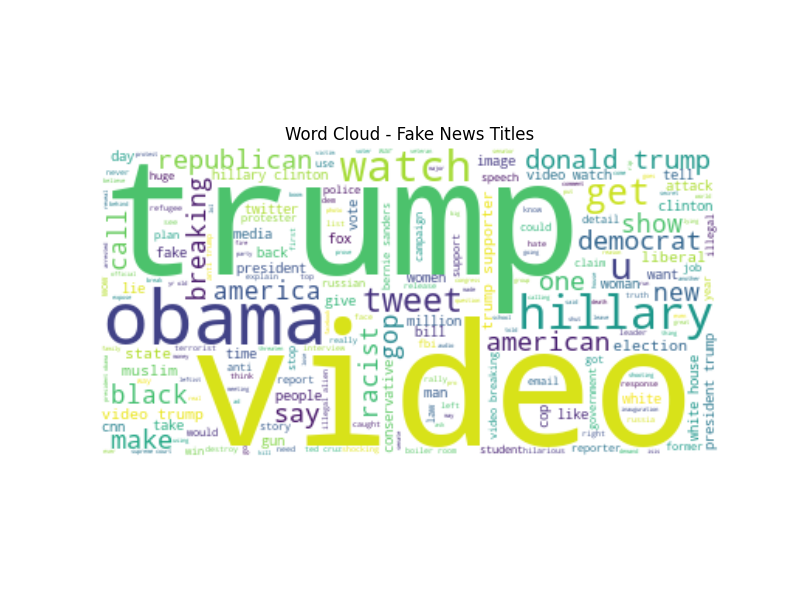 Word Cloud - Fake News Titles
trump
video
obama
hillary
watch
republican
donald trump
get
show
democrat
u
one
new
american
america
tweet
gop
racist
say
black
make
breaking
call
day
never
huge
hillary clinton
police
image
speech
video watch
tell
attack
clinton
illegal
liberal
job
want
woman
women
year
detail
claim
could
know
hate
trump supporter
support
campaign
bernie sanders
vote
fox
list
use
twitter
protester
media
president
back
first
plan
fake
refugee
lie
russian
give
top
release
million
bill
fbi
election
leader
truth
white house
president trump
former
state
muslim
time
anti
think
terrorist
stop
report
people
interview
really
conservative
illegal alien
man
law
left
rally
caught
face
video trump
cnn
take
would
win
destroy
story
gun
need
ted cruz
shocking
boiler room
student
hilarious
reporter
right
cop
like
email
got
government
white
response
russia
inauguration
shooting
video breaking
supreme court
president obama